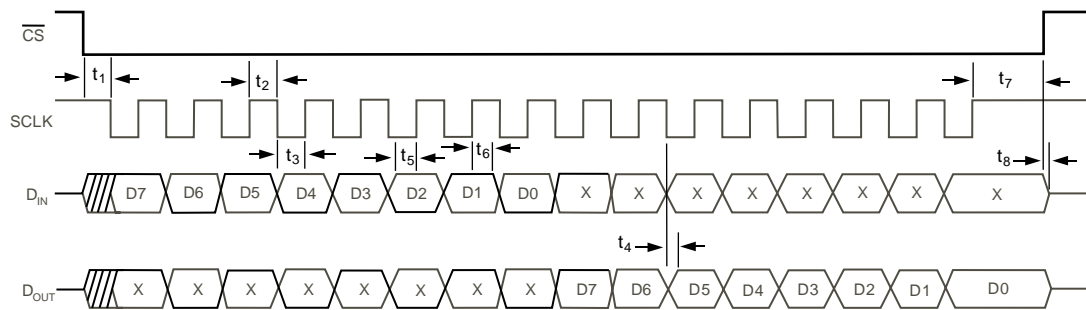 CS
t1 t2 t7
SCLK
t3 t5 t6 t8
DIN D7 D6 D5 D4 D3 D2 D1 D0 X X X X X X X X
t4
DOUT X X X X X X X X D7 D6 D5 D4 D3 D2 D1 D0